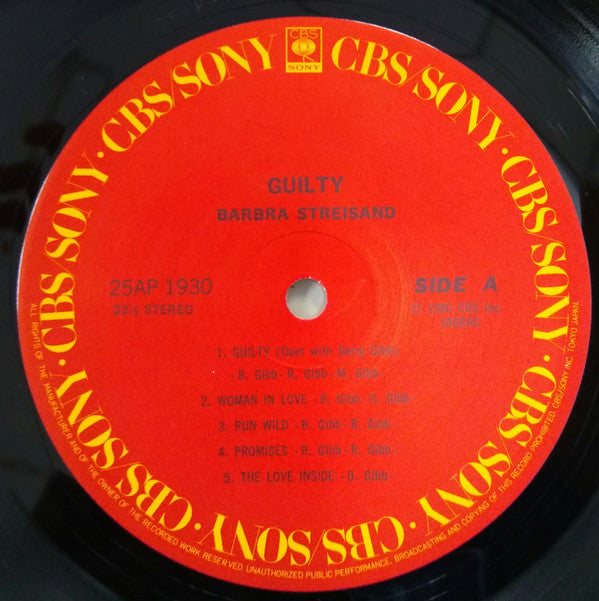 CBS/SONY · CBS/SONY · CBS/SONY · CBS/SONY · CBS/SONY · CBS/SONY · CBS/SONY · CBS/SONY
CBS
SONY
GUILTY
BARBRA STREISAND
25AP 1930
SIDE A
33⅓ STEREO
℗ 1980 CBS Inc.
1. GUILTY (Duet with Barry Gibb)
-B. Gibb- R. Gibb- M. Gibb-
2. WOMAN IN LOVE -B. Gibb- R. Gibb-
3. RUN WILD -B. Gibb- R. Gibb-
4. PROMISES -B. Gibb- R. Gibb-
5. THE LOVE INSIDE -B. Gibb-
ALL RIGHTS OF THE MANUFACTURER AND OF THE OWNER OF THE RECORDED WORK RESERVED. UNAUTHORIZED PUBLIC PERFORMANCE, BROADCASTING AND COPYING OF THIS RECORD PROHIBITED. CBS/SONY INC. TOKYO JAPAN.